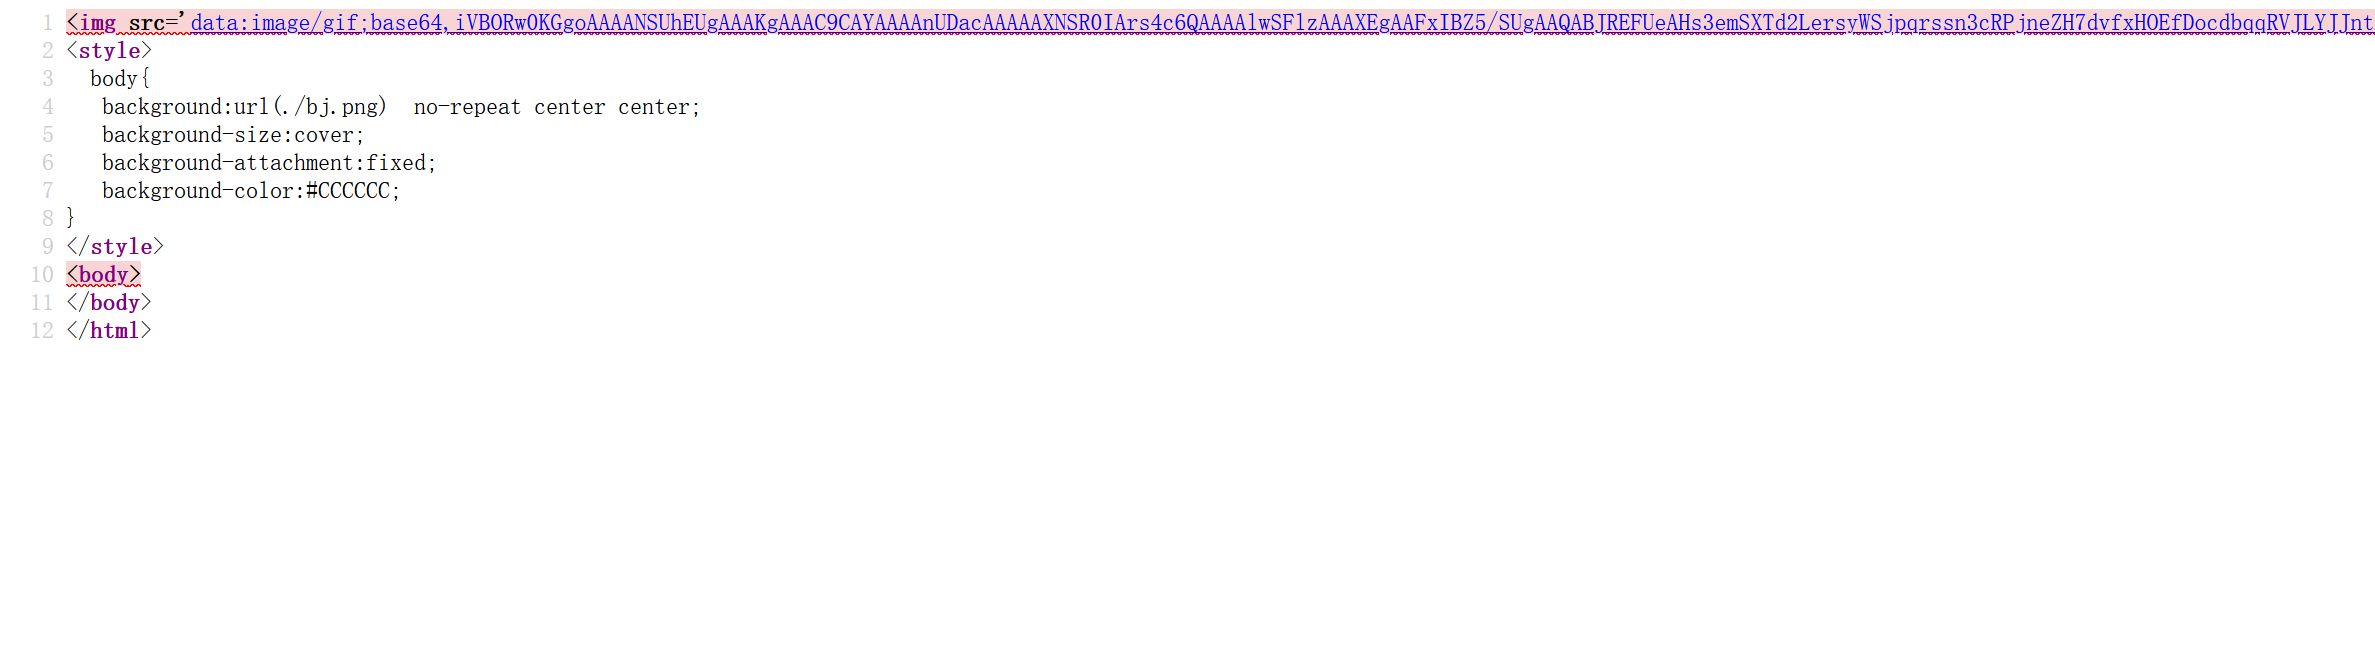 1 <img src='data:image/gif;base64,iVBORw0KGgoAAAANSUhEUgAAAKgAAAC9CAYAAAAnUDacAAAAAXNSR0IArs4c6QAAAAlwSFlzAAAXEgAAFxIBZ5/SUgAAQABJREFUeAHs3emSXTd2LersyWSjpqrssn3cRPjneZH7dvfxHOEfDocdbqqRVJLYJJnt
2 <style>
3   body{
4    background:url(./bj.png)  no-repeat center center;
5    background-size:cover;
6    background-attachment:fixed;
7    background-color:#CCCCCC;
8 }
9 </style>
10 <body>
11 </body>
12 </html>